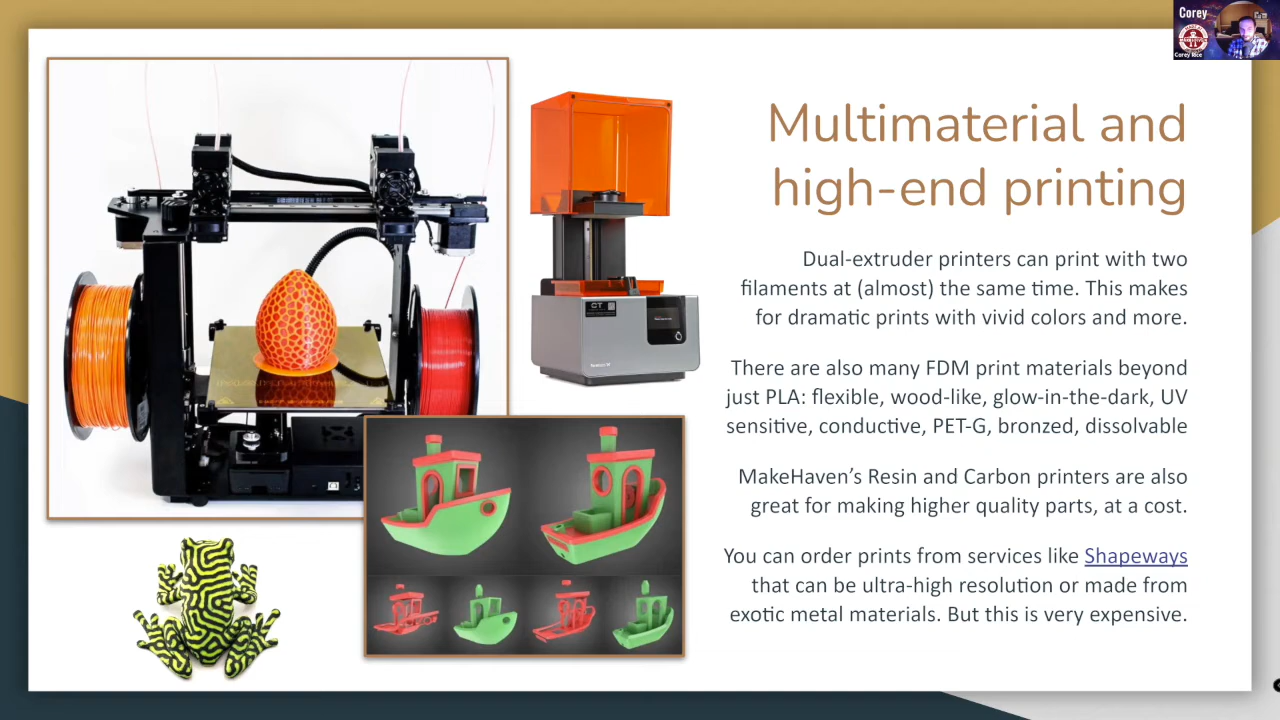 Corey
Corey Rice
Multimaterial and
high-end printing
Dual-extruder printers can print with two
filaments at (almost) the same time. This makes
for dramatic prints with vivid colors and more.
There are also many FDM print materials beyond
just PLA: flexible, wood-like, glow-in-the-dark, UV
sensitive, conductive, PET-G, bronzed, dissolvable
MakeHaven’s Resin and Carbon printers are also
great for making higher quality parts, at a cost.
You can order prints from services like Shapeways
that can be ultra-high resolution or made from
exotic metal materials. But this is very expensive.